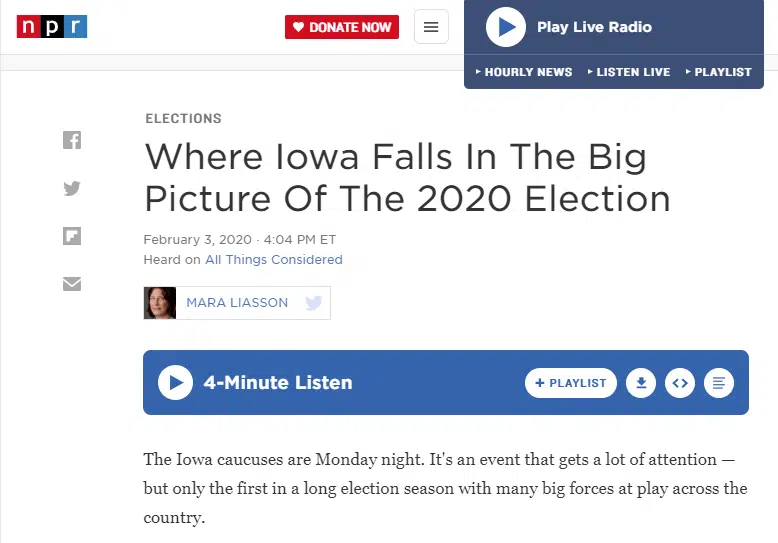 npr
DONATE NOW
Play Live Radio
HOURLY NEWS LISTEN LIVE PLAYLIST
ELECTIONS
Where Iowa Falls In The Big
Picture Of The 2020 Election
February 3, 2020 · 4:04 PM ET
Heard on All Things Considered
MARA LIASSON
4-Minute Listen
+ PLAYLIST
The Iowa caucuses are Monday night. It's an event that gets a lot of attention —
but only the first in a long election season with many big forces at play across the
country.